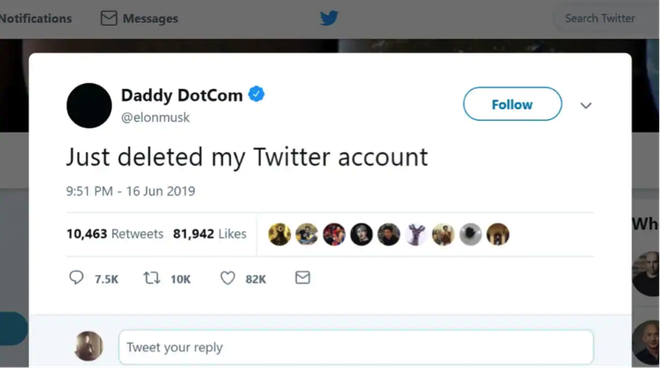 Notifications Messages Search Twitter
Daddy DotCom
@elonmusk
Follow
Just deleted my Twitter account
9:51 PM - 16 Jun 2019
10,463 Retweets 81,942 Likes
7.5K 10K 82K
Tweet your reply
Wh